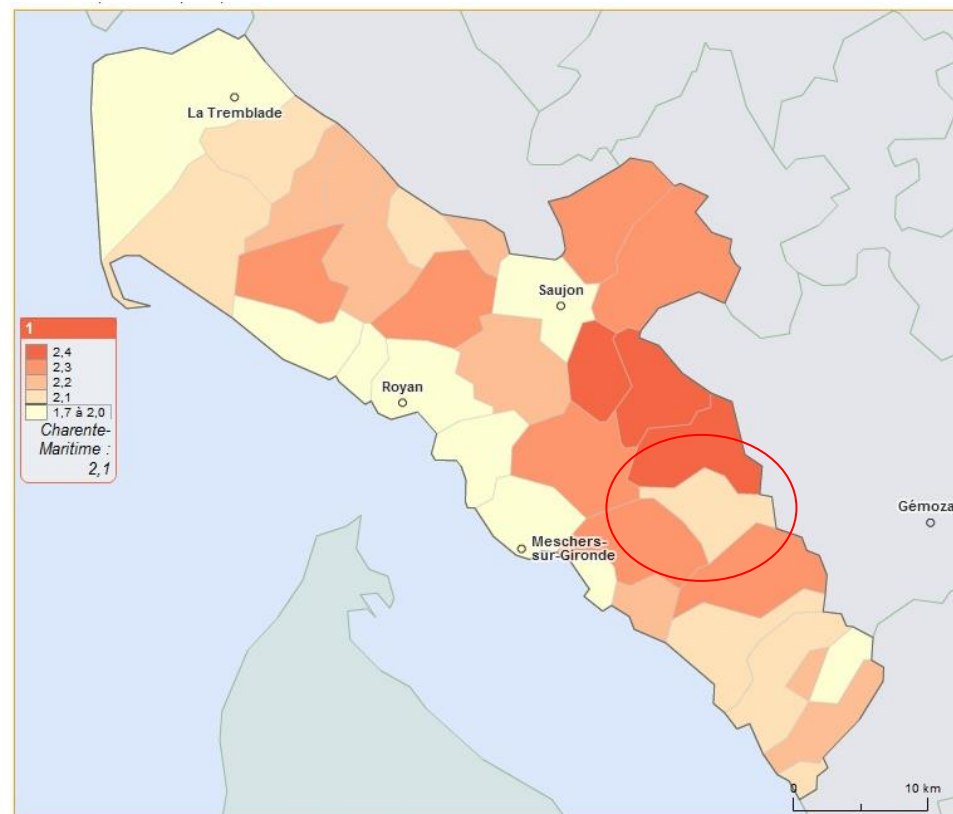 La Tremblade
Saujon
Royan
1
2,4
2,3
2,2
2,1
1,7 à 2,0
Charente-
Maritime :
2,1
Gémoza
Meschers-
sur-Gironde
0 10 km